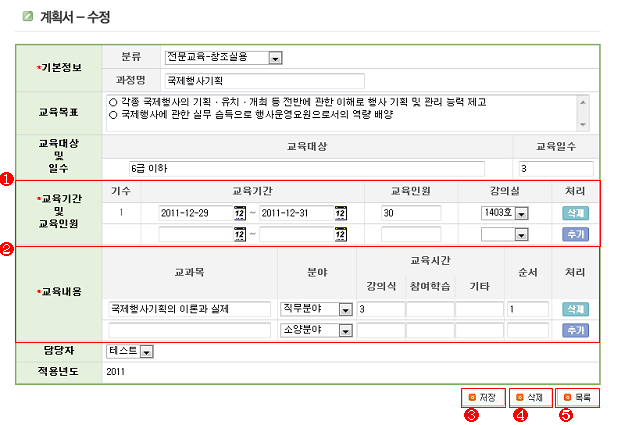 계획서 - 수정
*기본정보
분류 전문교육-창조실용
과정명 국제행사기획
교육목표
○ 각종 국제행사의 기획·유치·개최 등 전반에 관한 이해로 행사 기획 및 관리 능력 제고
○ 국제행사에 관한 실무 습득으로 행사운영요원으로서의 역량 배양
교육대상
및
일수
교육대상 교육일수
6급 이하 3
❶
*교육기간
및
교육인원
기수 교육기간 교육인원 강의실 처리
1 2011-12-29 12 ~ 2011-12-31 12 30 1403호 삭제
12 ~ 12 추가
❷
*교육내용
교과목 분야 교육시간 순서 처리
강의식 참여학습 기타
국제행사기획의 이론과 실제 직무분야 3 1 삭제
소양분야 추가
담당자 테스트
적용년도 2011
저장 삭제 목록
❸ ❹ ❺